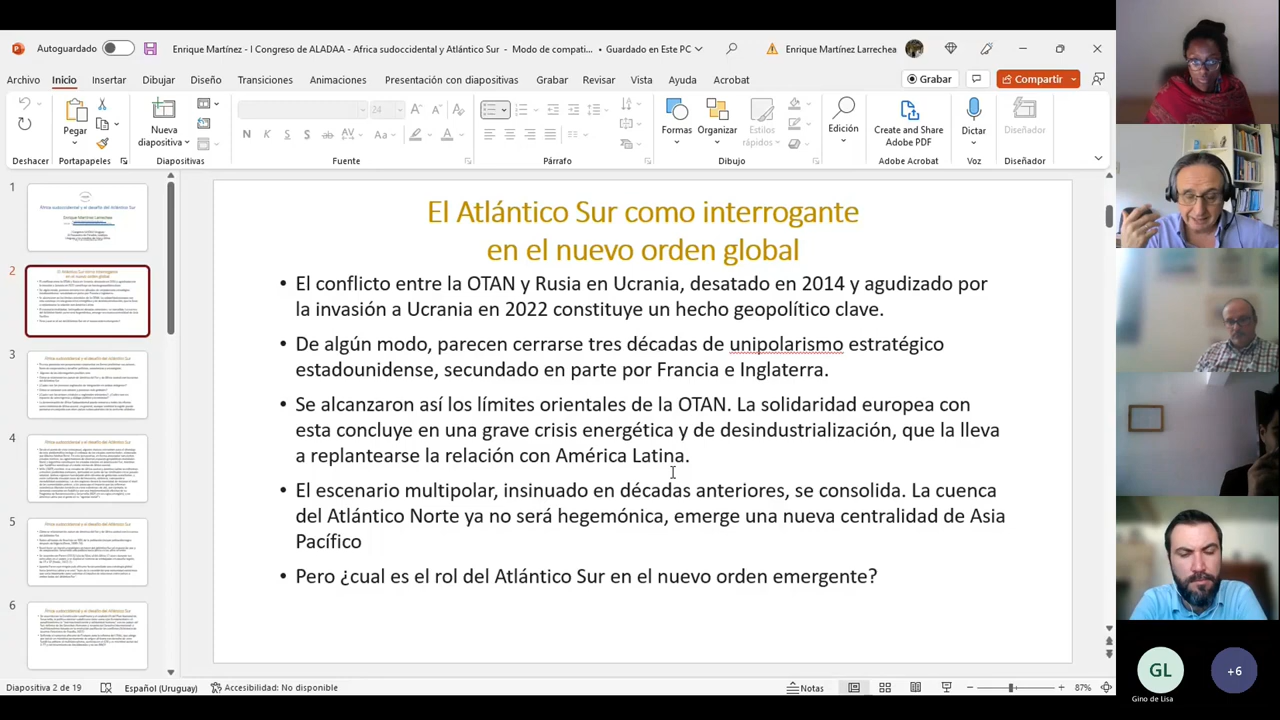 Autoguardado
Enrique Martínez - I Congreso de ALADAA - Africa sudoccidental y Atlántico Sur - Modo de compati... • Guardado en Este PC
Enrique Martínez Larrechea
Archivo Inicio Insertar Dibujar Diseño Transiciones Animaciones Presentación con diapositivas Grabar Revisar Vista Ayuda Acrobat
Grabar
Compartir
Pegar
Nueva
diapositiva
24
N K S S ab AV Aa
Formas
Organizar
Estilos
rápidos
Edición
Create and Share
Adobe PDF
Dictar
Diseñador
Deshacer Portapapeles Diapositivas Fuente Párrafo Dibujo Adobe Acrobat Voz Diseñador
1
2
3
4
5
6
El Atlántico Sur como interrogante
en el nuevo orden global
• El conflicto entre la OTAN y Rusia en Ucrania, desatado en 2014 y agudizado por
la invasión a Ucrania en 2022 constituye un hecho geopolítico clave.
• De algún modo, parecen cerrarse tres décadas de unipolarismo estratégico
estadounidense, secundado en parte por Francia e Inglaterra.
• Se alcanzaron así los límites orientales de la OTAN. La solidaridad europea con
esta concluye en una grave crisis energética y de desindustrialización, que la lleva
a replantearse la relación con América Latina.
• El escenario multipolar, insinuado en décadas anteriores, se consolida. La cuenca
del Atlántico Norte ya no será hegemónica, emerge una nueva centralidad de Asia
Pacífico
• Pero ¿cual es el rol del Atlántico Sur en el nuevo orden emergente?
Diapositiva 2 de 19
Español (Uruguay)
Accesibilidad: No disponible
Notas
87%
GL
Gino de Lisa
+6